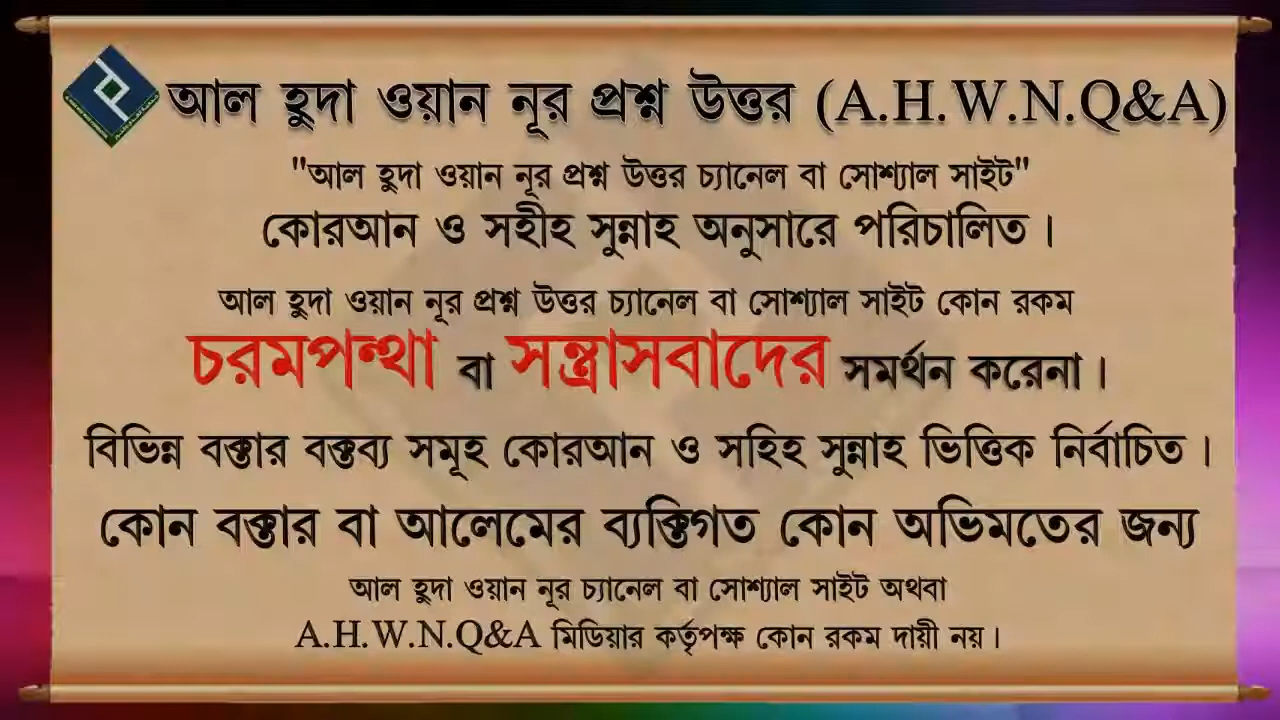 আল হুদা ওয়ান নূর প্রশ্ন উত্তর (A.H.W.N.Q&A)
"আল হুদা ওয়ান নূর প্রশ্ন উত্তর চ্যানেল বা সোশ্যাল সাইট"
কোরআন ও সহীহ সুন্নাহ অনুসারে পরিচালিত।
আল হুদা ওয়ান নূর প্রশ্ন উত্তর চ্যানেল বা সোশ্যাল সাইট কোন রকম
চরমপন্থা বা সন্ত্রাসবাদের সমর্থন করেনা।
বিভিন্ন বক্তার বক্তব্য সমূহ কোরআন ও সহিহ সুন্নাহ ভিত্তিক নির্বাচিত।
কোন বক্তার বা আলেমের ব্যক্তিগত কোন অভিমতের জন্য
আল হুদা ওয়ান নূর চ্যানেল বা সোশ্যাল সাইট অথবা
A.H.W.N.Q&A মিডিয়ার কর্তৃপক্ষ কোন রকম দায়ী নয়।